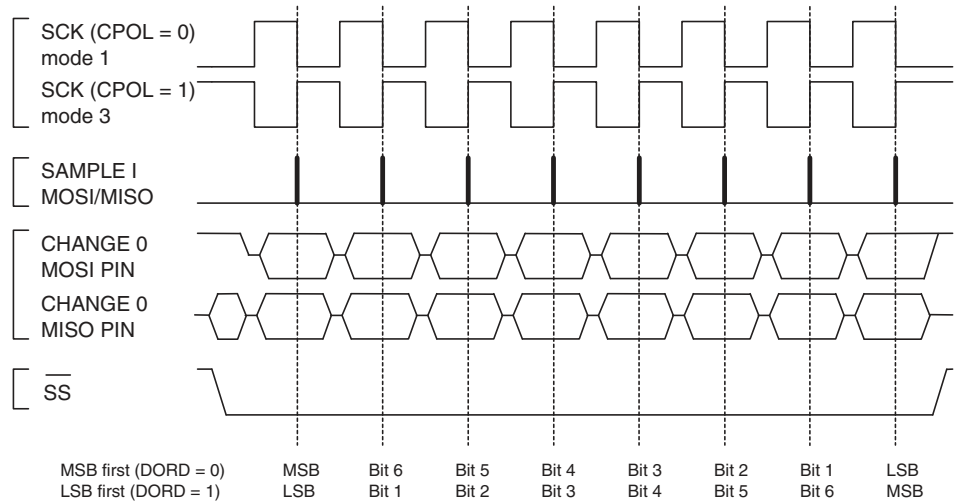 SCK (CPOL = 0)
mode 1
SCK (CPOL = 1)
mode 3
SAMPLE I
MOSI/MISO
CHANGE 0
MOSI PIN
CHANGE 0
MISO PIN
SS
MSB first (DORD = 0) MSB Bit 6 Bit 5 Bit 4 Bit 3 Bit 2 Bit 1 LSB
LSB first (DORD = 1) LSB Bit 1 Bit 2 Bit 3 Bit 4 Bit 5 Bit 6 MSB